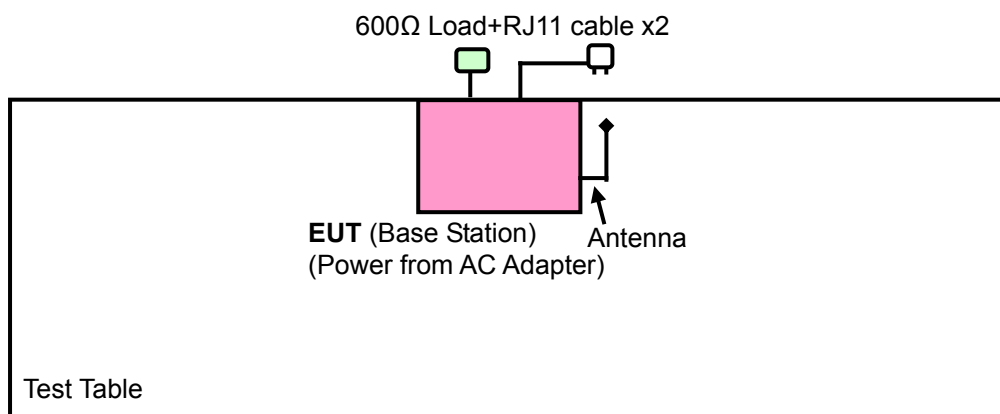 600Ω Load+RJ11 cable x2
EUT (Base Station)
(Power from AC Adapter)
Antenna
Test Table